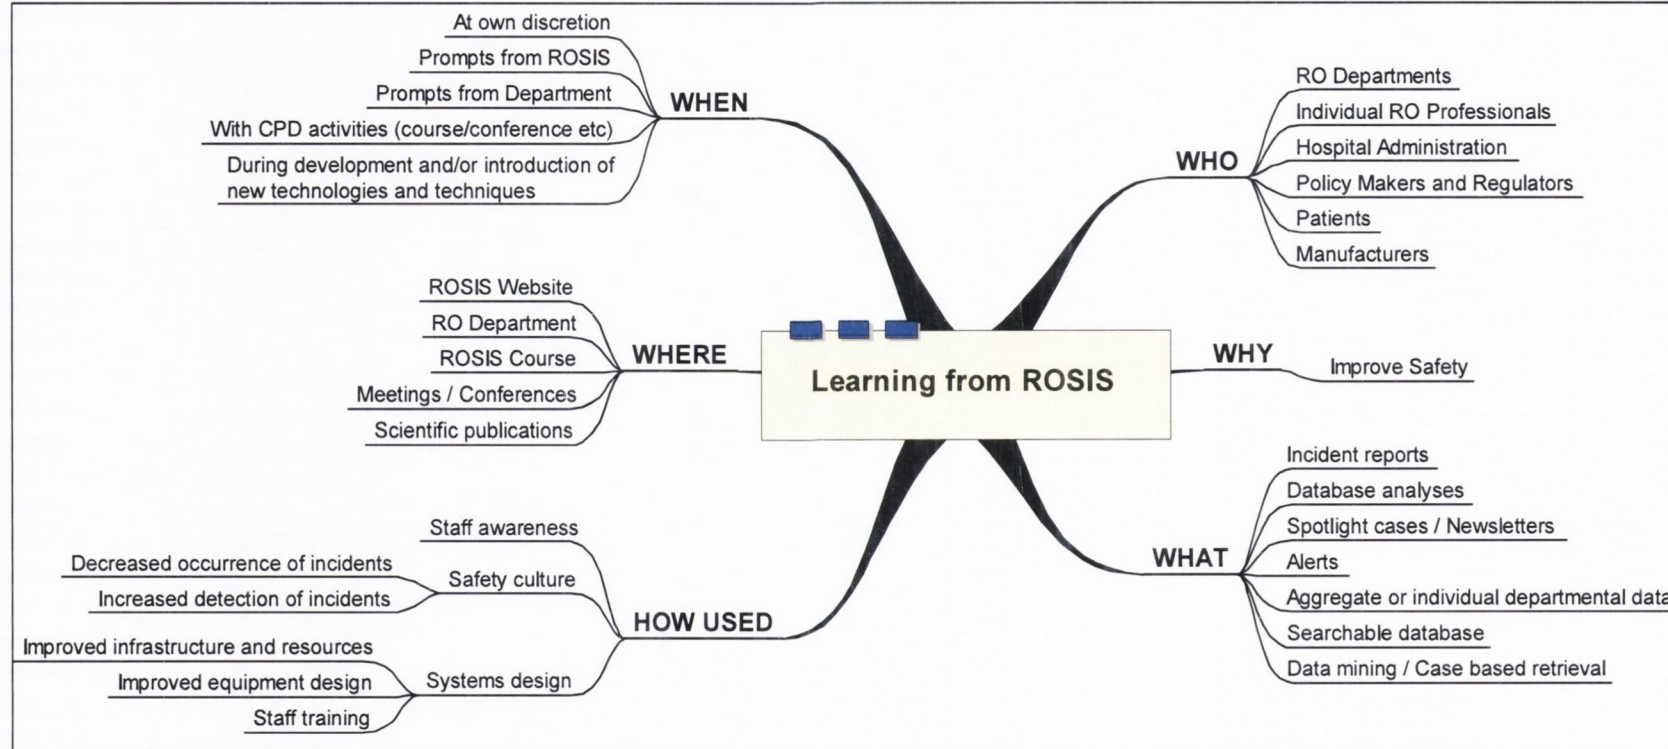 At own discretion
Prompts from ROSIS
Prompts from Department
With CPD activities (course/conference etc)
During development and/or introduction of
new technologies and techniques
WHEN
RO Departments
Individual RO Professionals
Hospital Administration
Policy Makers and Regulators
Patients
Manufacturers
WHO
ROSIS Website
RO Department
ROSIS Course
Meetings / Conferences
Scientific publications
WHERE
Learning from ROSIS
WHY
Improve Safety
Staff awareness
Decreased occurrence of incidents
Increased detection of incidents
Safety culture
HOW USED
Improved infrastructure and resources
Improved equipment design
Staff training
Systems design
WHAT
Incident reports
Database analyses
Spotlight cases / Newsletters
Alerts
Aggregate or individual departmental data
Searchable database
Data mining / Case based retrieval